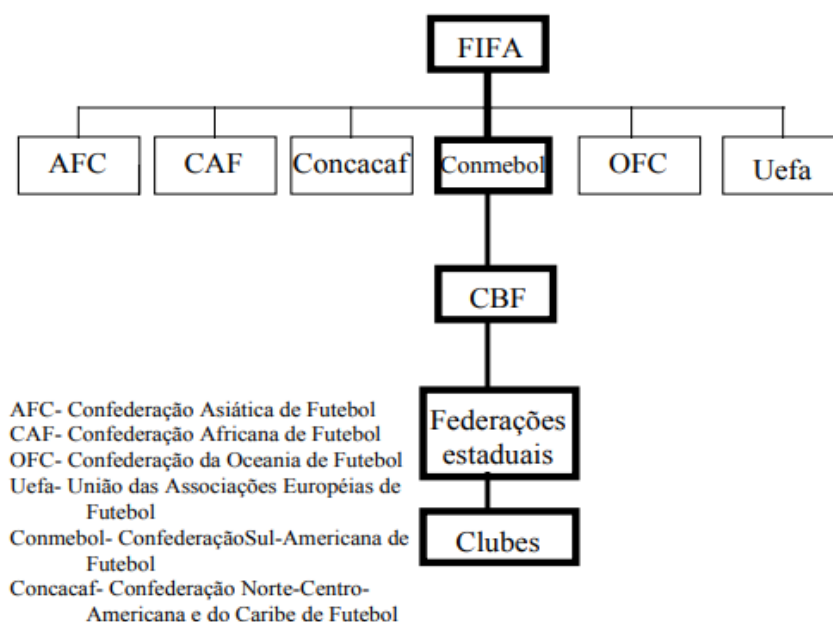 FIFA
AFC
CAF
Concacaf
Conmebol
OFC
Uefa
CBF
Federações
estaduais
Clubes
AFC- Confederação Asiática de Futebol
CAF- Confederação Africana de Futebol
OFC- Confederação da Oceania de Futebol
Uefa- União das Associações Européias de
Futebol
Conmebol- ConfederaçãoSul-Americana de
Futebol
Concacaf- Confederação Norte-Centro-
Americana e do Caribe de Futebol